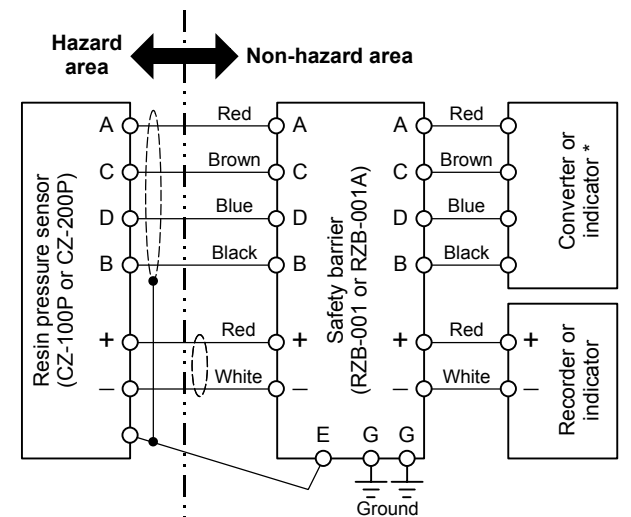 Hazard
area
Non-hazard area
Resin pressure sensor
(CZ-100P or CZ-200P)
A
C
D
B
+
–
Red
Brown
Blue
Black
Red
White
A
C
D
B
+
–
Safety barrier
(RZB-001 or RZB-001A)
A
C
D
B
+
–
E
G
G
Ground
Red
Brown
Blue
Black
Red
White
Converter or
indicator *
+
–
Recorder or
indicator